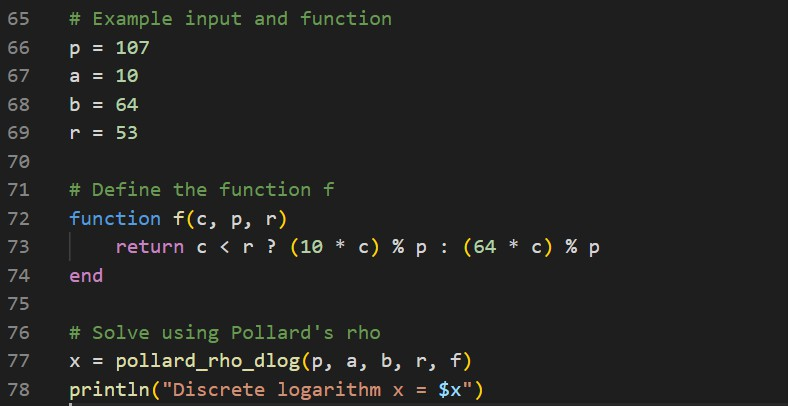 65 # Example input and function
66 p = 107
67 a = 10
68 b = 64
69 r = 53
70
71 # Define the function f
72 function f(c, p, r)
73     return c < r ? (10 * c) % p : (64 * c) % p
74 end
75
76 # Solve using Pollard's rho
77 x = pollard_rho_dlog(p, a, b, r, f)
78 println("Discrete logarithm x = $x")